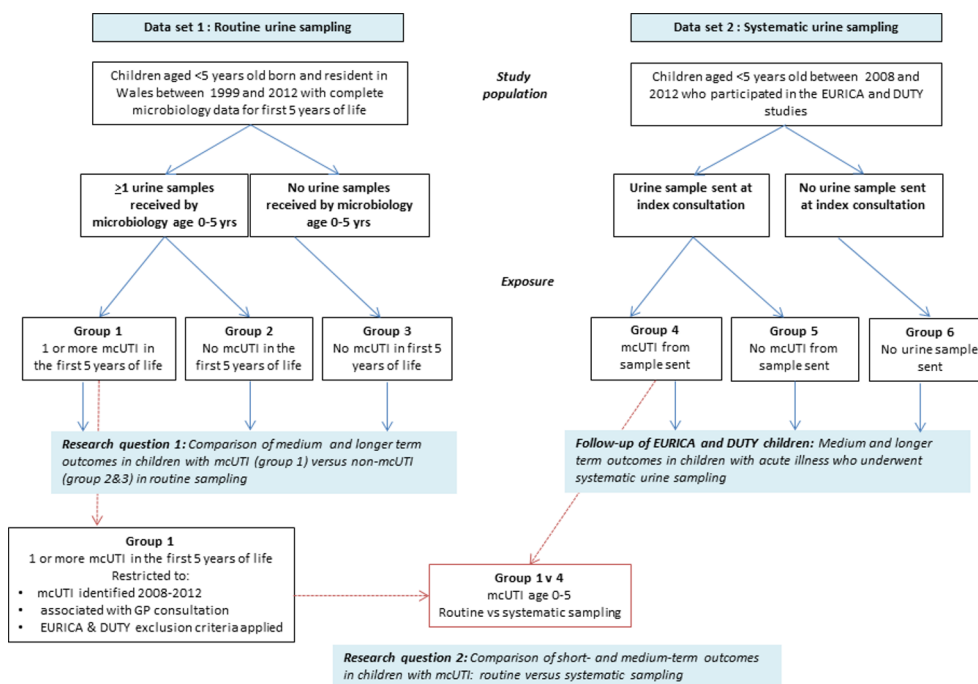 Data set 1 : Routine urine sampling
Data set 2 : Systematic urine sampling
Children aged <5 years old born and resident in
Wales between 1999 and 2012 with complete
microbiology data for first 5 years of life
Study
population
Children aged <5 years old between 2008 and
2012 who participated in the EURICA and DUTY
studies
≥1 urine samples
received by
microbiology age 0-5 yrs
No urine samples
received by microbiology
age 0-5 yrs
Urine sample sent at
index consultation
No urine sample sent
at index consultation
Exposure
Group 1
1 or more mcUTI in
the first 5 years of life
Group 2
No mcUTI in the
first 5 years of life
Group 3
No mcUTI in first 5
years of life
Group 4
mcUTI from
sample sent
Group 5
No mcUTI from
sample sent
Group 6
No urine sample
sent
Research question 1: Comparison of medium and longer term
outcomes in children with mcUTI (group 1) versus non-mcUTI
(group 2&3) in routine sampling
Follow-up of EURICA and DUTY children: Medium and longer
term outcomes in children with acute illness who underwent
systematic urine sampling
Group 1
1 or more mcUTI in the first 5 years of life
Restricted to:
• mcUTI identified 2008-2012
• associated with GP consultation
• EURICA & DUTY exclusion criteria applied
Group 1 v 4
mcUTI age 0-5
Routine vs systematic sampling
Research question 2: Comparison of short- and medium-term outcomes
in children with mcUTI: routine versus systematic sampling